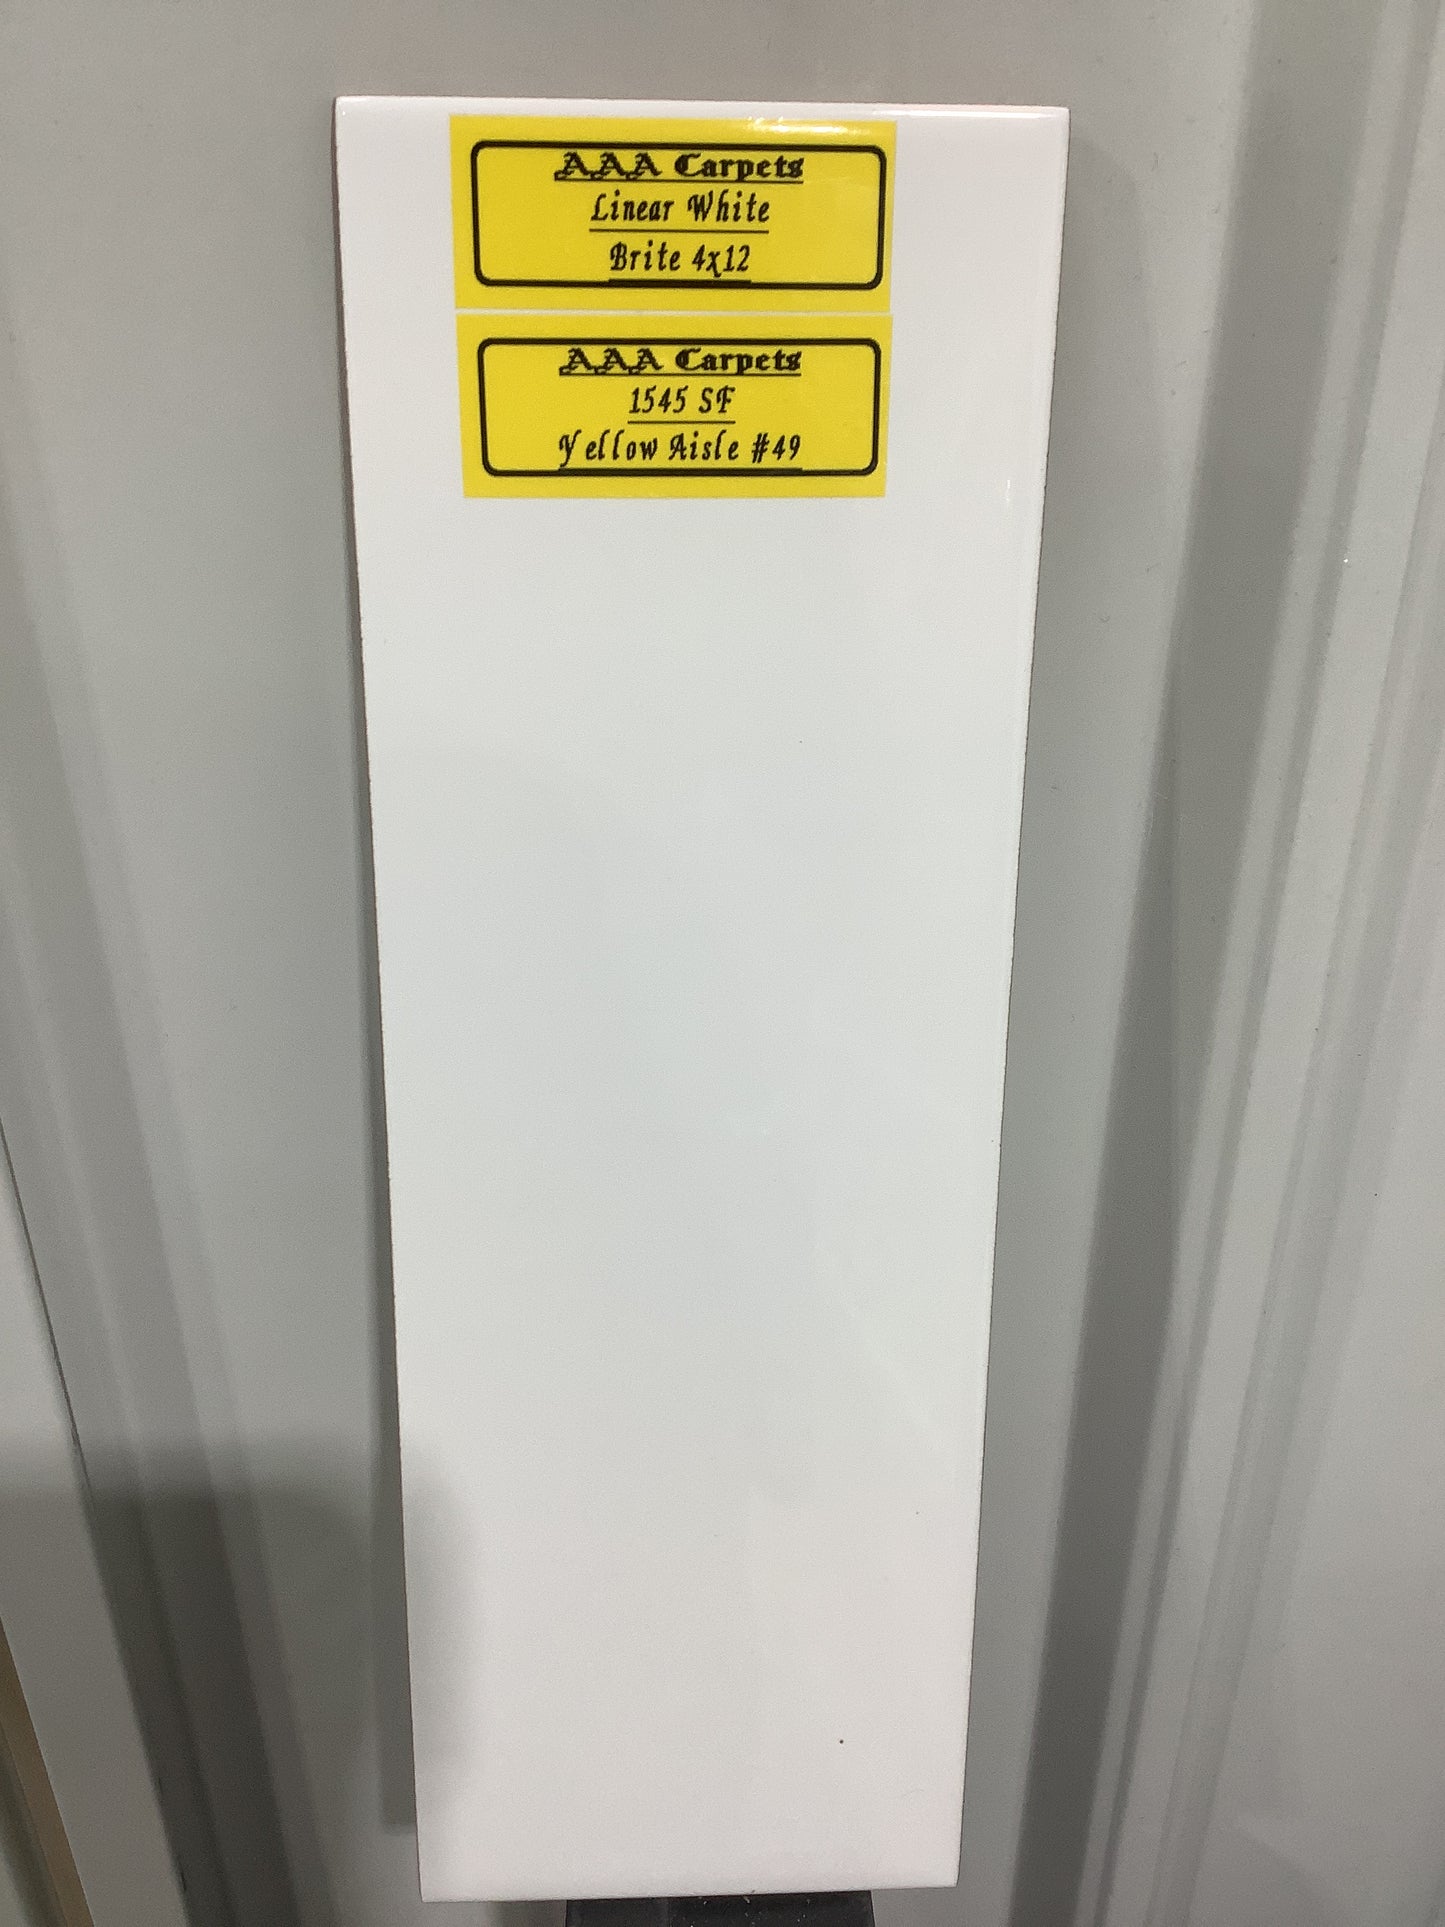 AAA Carpets
Linear White
Brite 4x12
AAA Carpets
1545 SF
Yellow Aisle #49